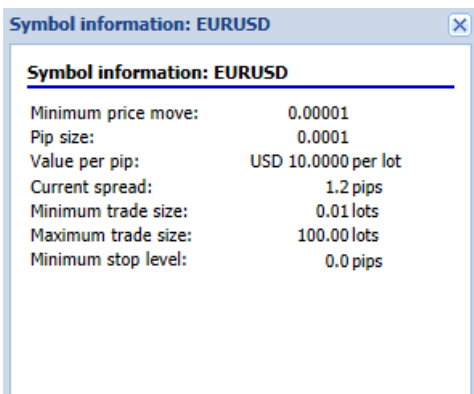 Symbol information: EURUSD
Symbol information: EURUSD
Minimum price move: 0.00001
Pip size: 0.0001
Value per pip: USD 10.0000 per lot
Current spread: 1.2 pips
Minimum trade size: 0.01 lots
Maximum trade size: 100.00 lots
Minimum stop level: 0.0 pips